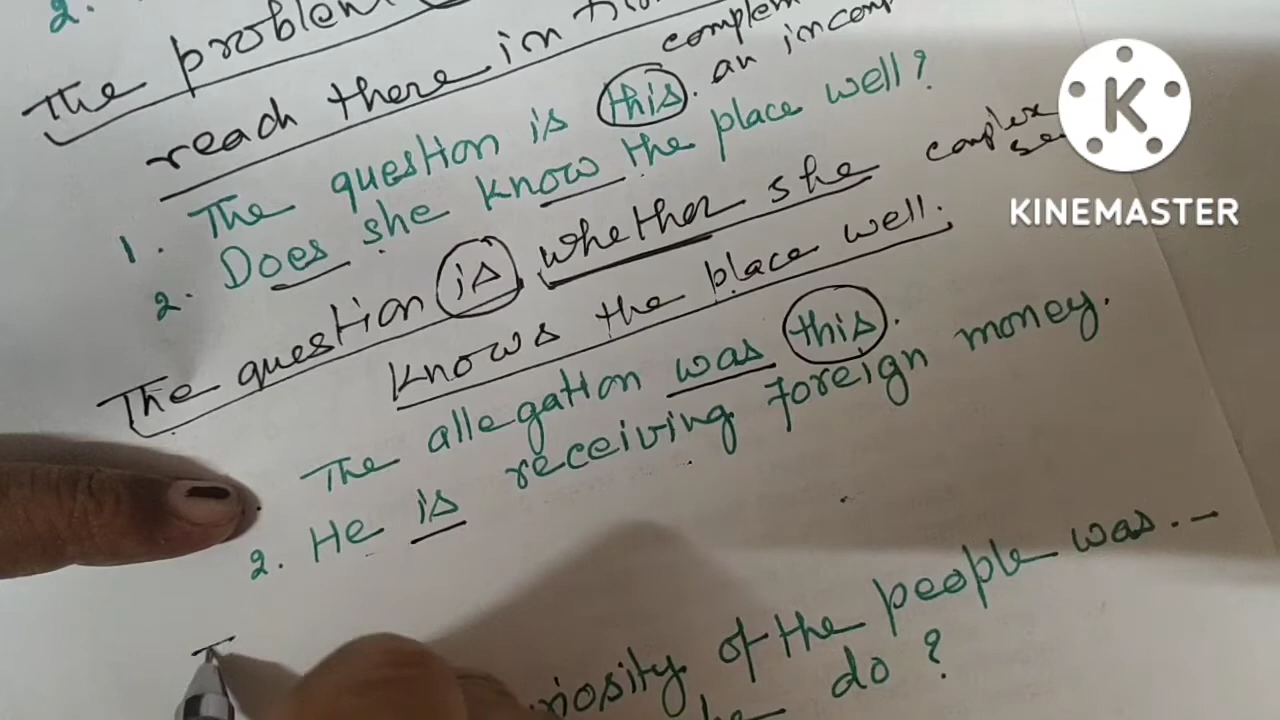 2.
The problem
reach there in
complem
an incomp
1. The question is this.
2. Does she know the place well?
complex
The question is whether she
knows the place well.
The allegation was this.
2. He is receiving foreign money.
of the people was.
do?
K
KINEMASTER